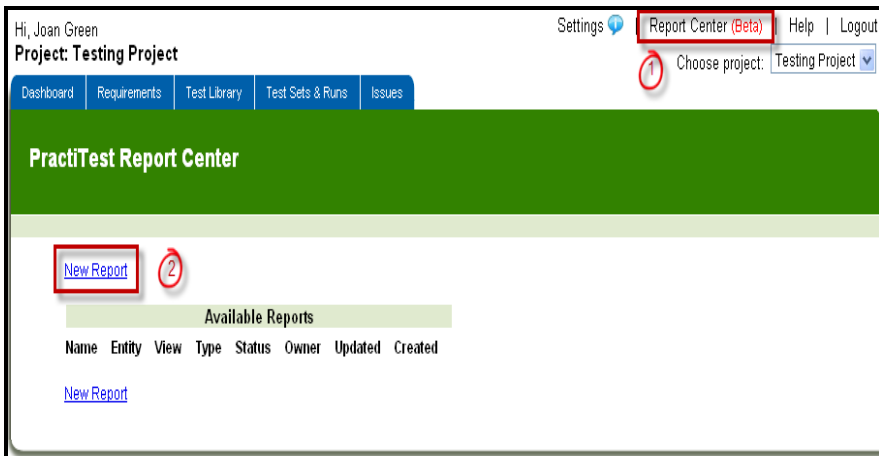 Hi, Joan Green
Settings | Report Center (Beta) | Help | Logout
Project: Testing Project
1
Choose project: Testing Project
Dashboard Requirements Test Library Test Sets & Runs Issues
PractiTest Report Center
New Report
2
Available Reports
Name Entity View Type Status Owner Updated Created
New Report